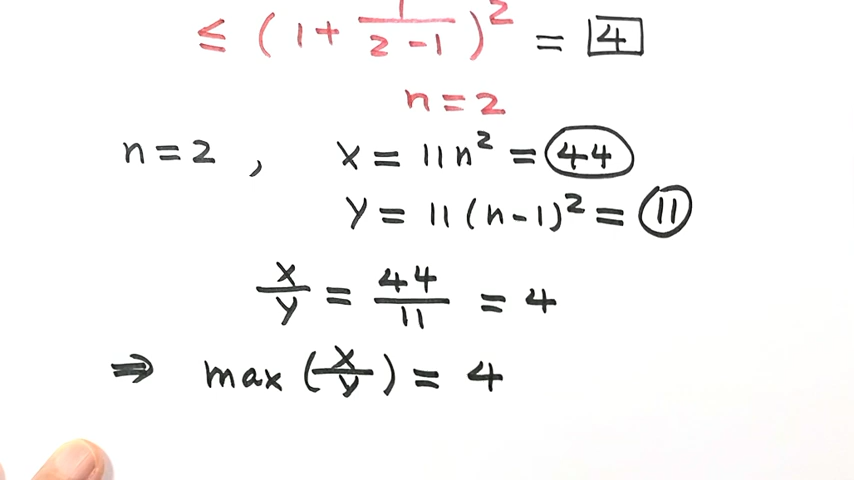 ≤ (1 + 1/(2-1))² = 4
n = 2
n = 2 , x = 11n² = 44
y = 11(n-1)² = 11
x/y = 44/11 = 4
⇒ max (x/y) = 4